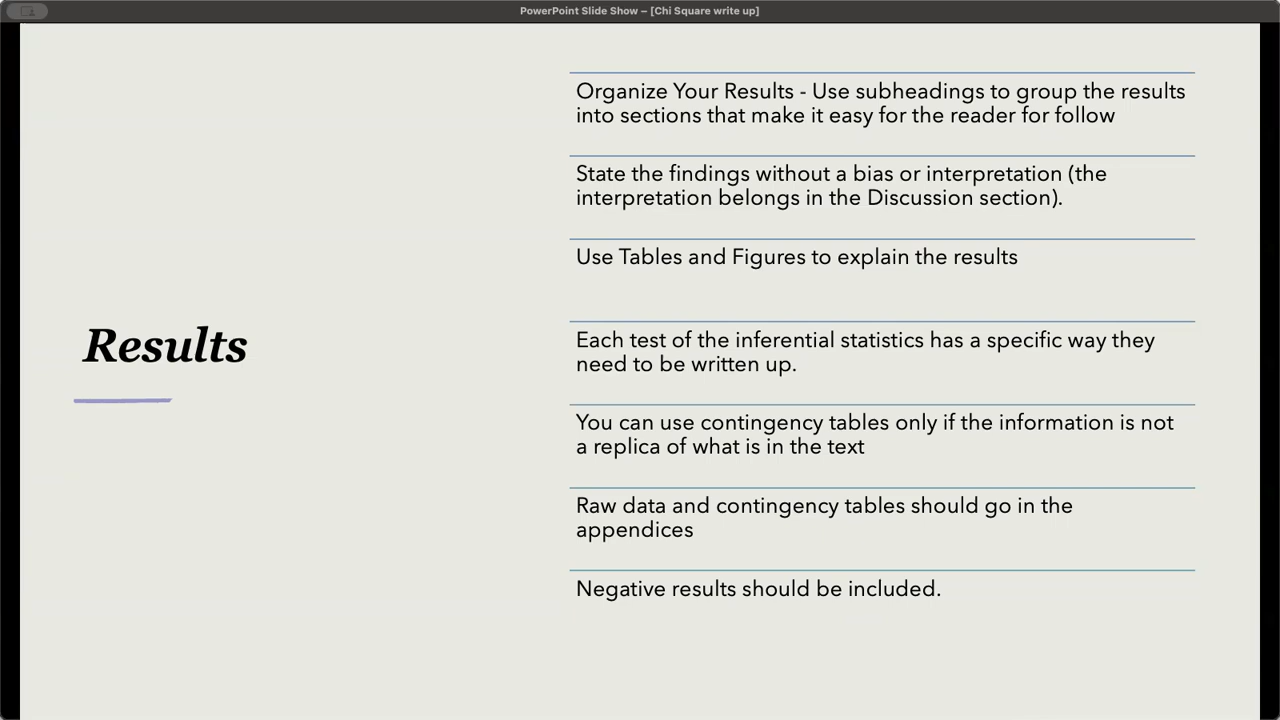 PowerPoint Slide Show – [Chi Square write up]
Results
Organize Your Results - Use subheadings to group the results
into sections that make it easy for the reader for follow
State the findings without a bias or interpretation (the
interpretation belongs in the Discussion section).
Use Tables and Figures to explain the results
Each test of the inferential statistics has a specific way they
need to be written up.
You can use contingency tables only if the information is not
a replica of what is in the text
Raw data and contingency tables should go in the
appendices
Negative results should be included.